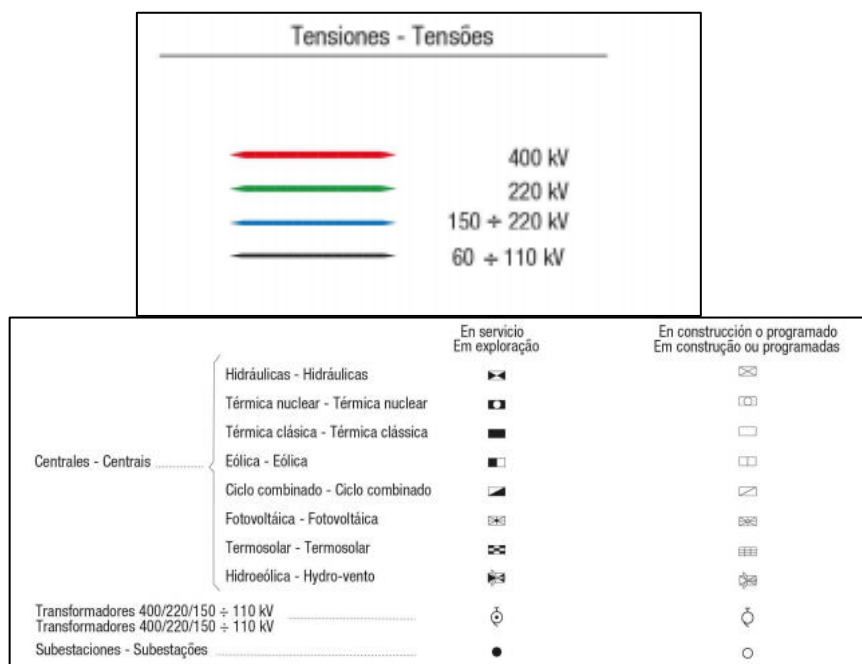 Tensiones - Tensões
400 kV
220 kV
150 ÷ 220 kV
60 ÷ 110 kV
En servicio
Em exploração
En construcción o programado
Em construção ou programadas
Centrales - Centrais
Hidráulicas - Hidráulicas
Térmica nuclear - Térmica nuclear
Térmica clásica - Térmica clássica
Eólica - Eólica
Ciclo combinado - Ciclo combinado
Fotovoltáica - Fotovoltáica
Termosolar - Termosolar
Hidroeólica - Hydro-vento
Transformadores 400/220/150 ÷ 110 kV
Transformadores 400/220/150 ÷ 110 kV
Subestaciones - Subestações